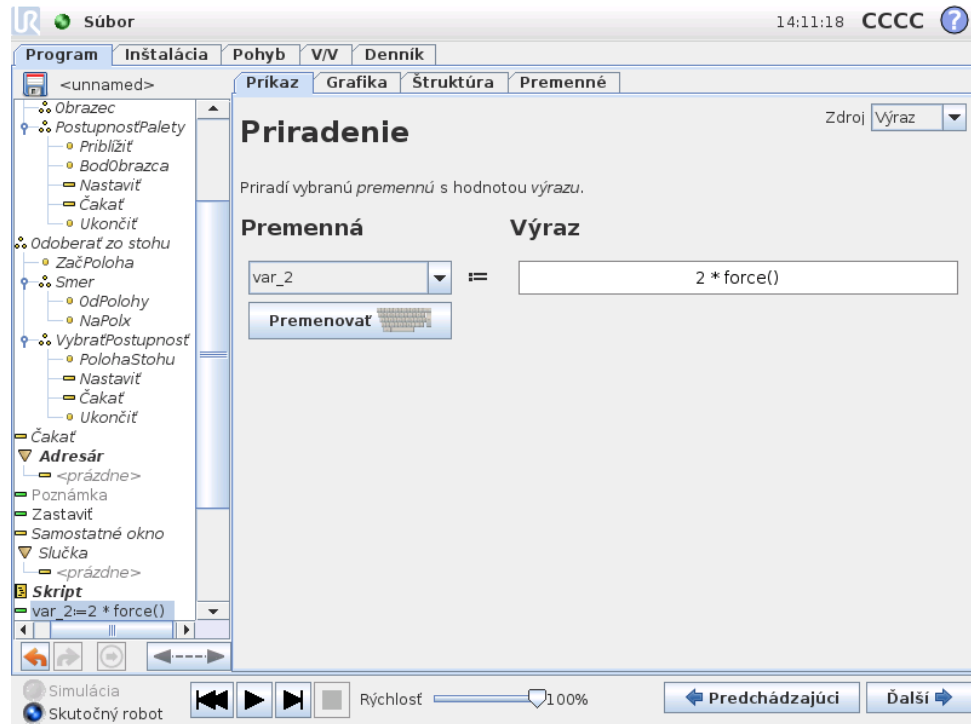 UR Súbor 14:11:18 CCCC ?
Program Inštalácia Pohyb V/V Denník
<unnamed>
Príkaz Grafika Štruktúra Premenné
Obrazec
PostupnosťPalety
Priblížiť
BodObrazca
Nastaviť
Čakať
Ukončiť
Odoberať zo stohu
ZačPoloha
Smer
OdPolohy
NaPolx
VybraťPostupnosť
PolohaStohu
Nastaviť
Čakať
Ukončiť
Čakať
Adresár
<prázdne>
Poznámka
Zastaviť
Samostatné okno
Slučka
<prázdne>
Skript
var_2:=2 * force()
Zdroj Výraz
Priradenie
Priradí vybranú premennú s hodnotou výrazu.
Premenná Výraz
var_2 := 2 * force()
Premenovať
Simulácia
Skutočný robot
Rýchlosť 100%
Predchádzajúci Ďalší